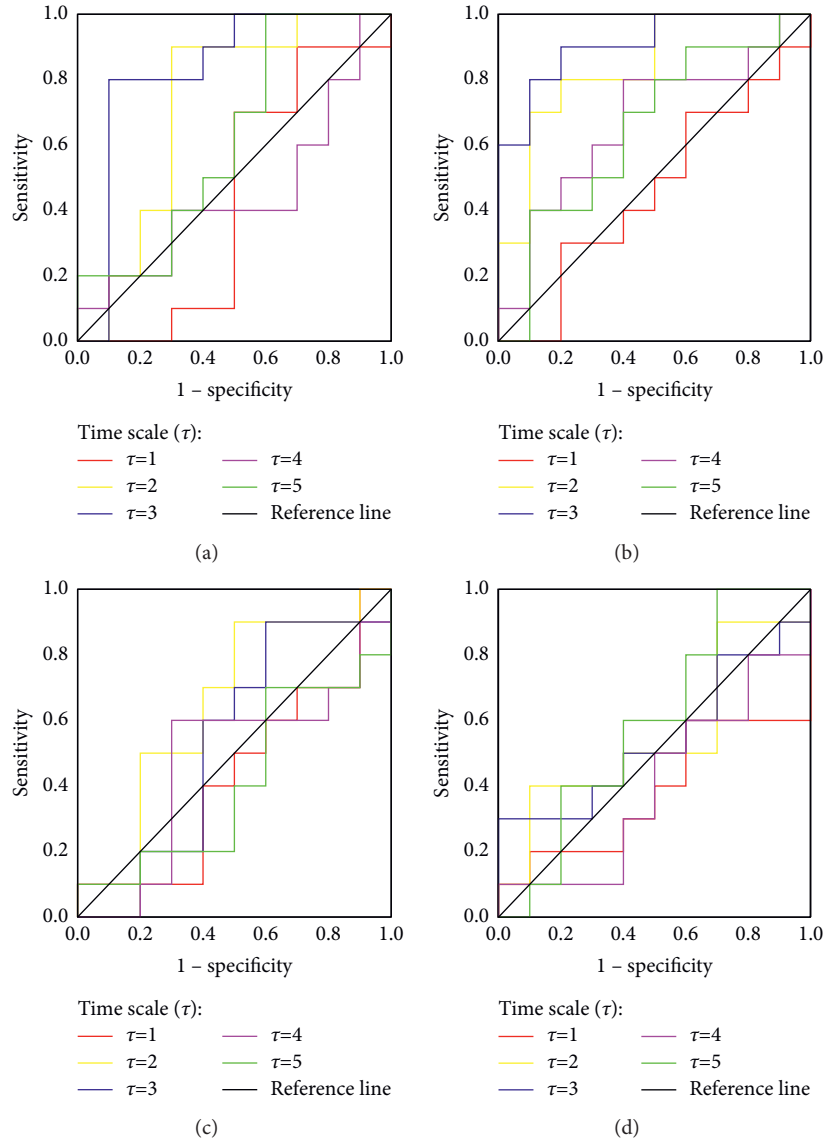 1.0
0.8
0.6
0.4
0.2
0.0
Sensitivity
0.0 0.2 0.4 0.6 0.8 1.0
1 – specificity
Time scale (τ):
τ=1
τ=2
τ=3
τ=4
τ=5
Reference line
(a)
1.0
0.8
0.6
0.4
0.2
0.0
Sensitivity
0.0 0.2 0.4 0.6 0.8 1.0
1 – specificity
Time scale (τ):
τ=1
τ=2
τ=3
τ=4
τ=5
Reference line
(b)
1.0
0.8
0.6
0.4
0.2
0.0
Sensitivity
0.0 0.2 0.4 0.6 0.8 1.0
1 – specificity
Time scale (τ):
τ=1
τ=2
τ=3
τ=4
τ=5
Reference line
(c)
1.0
0.8
0.6
0.4
0.2
0.0
Sensitivity
0.0 0.2 0.4 0.6 0.8 1.0
1 – specificity
Time scale (τ):
τ=1
τ=2
τ=3
τ=4
τ=5
Reference line
(d)